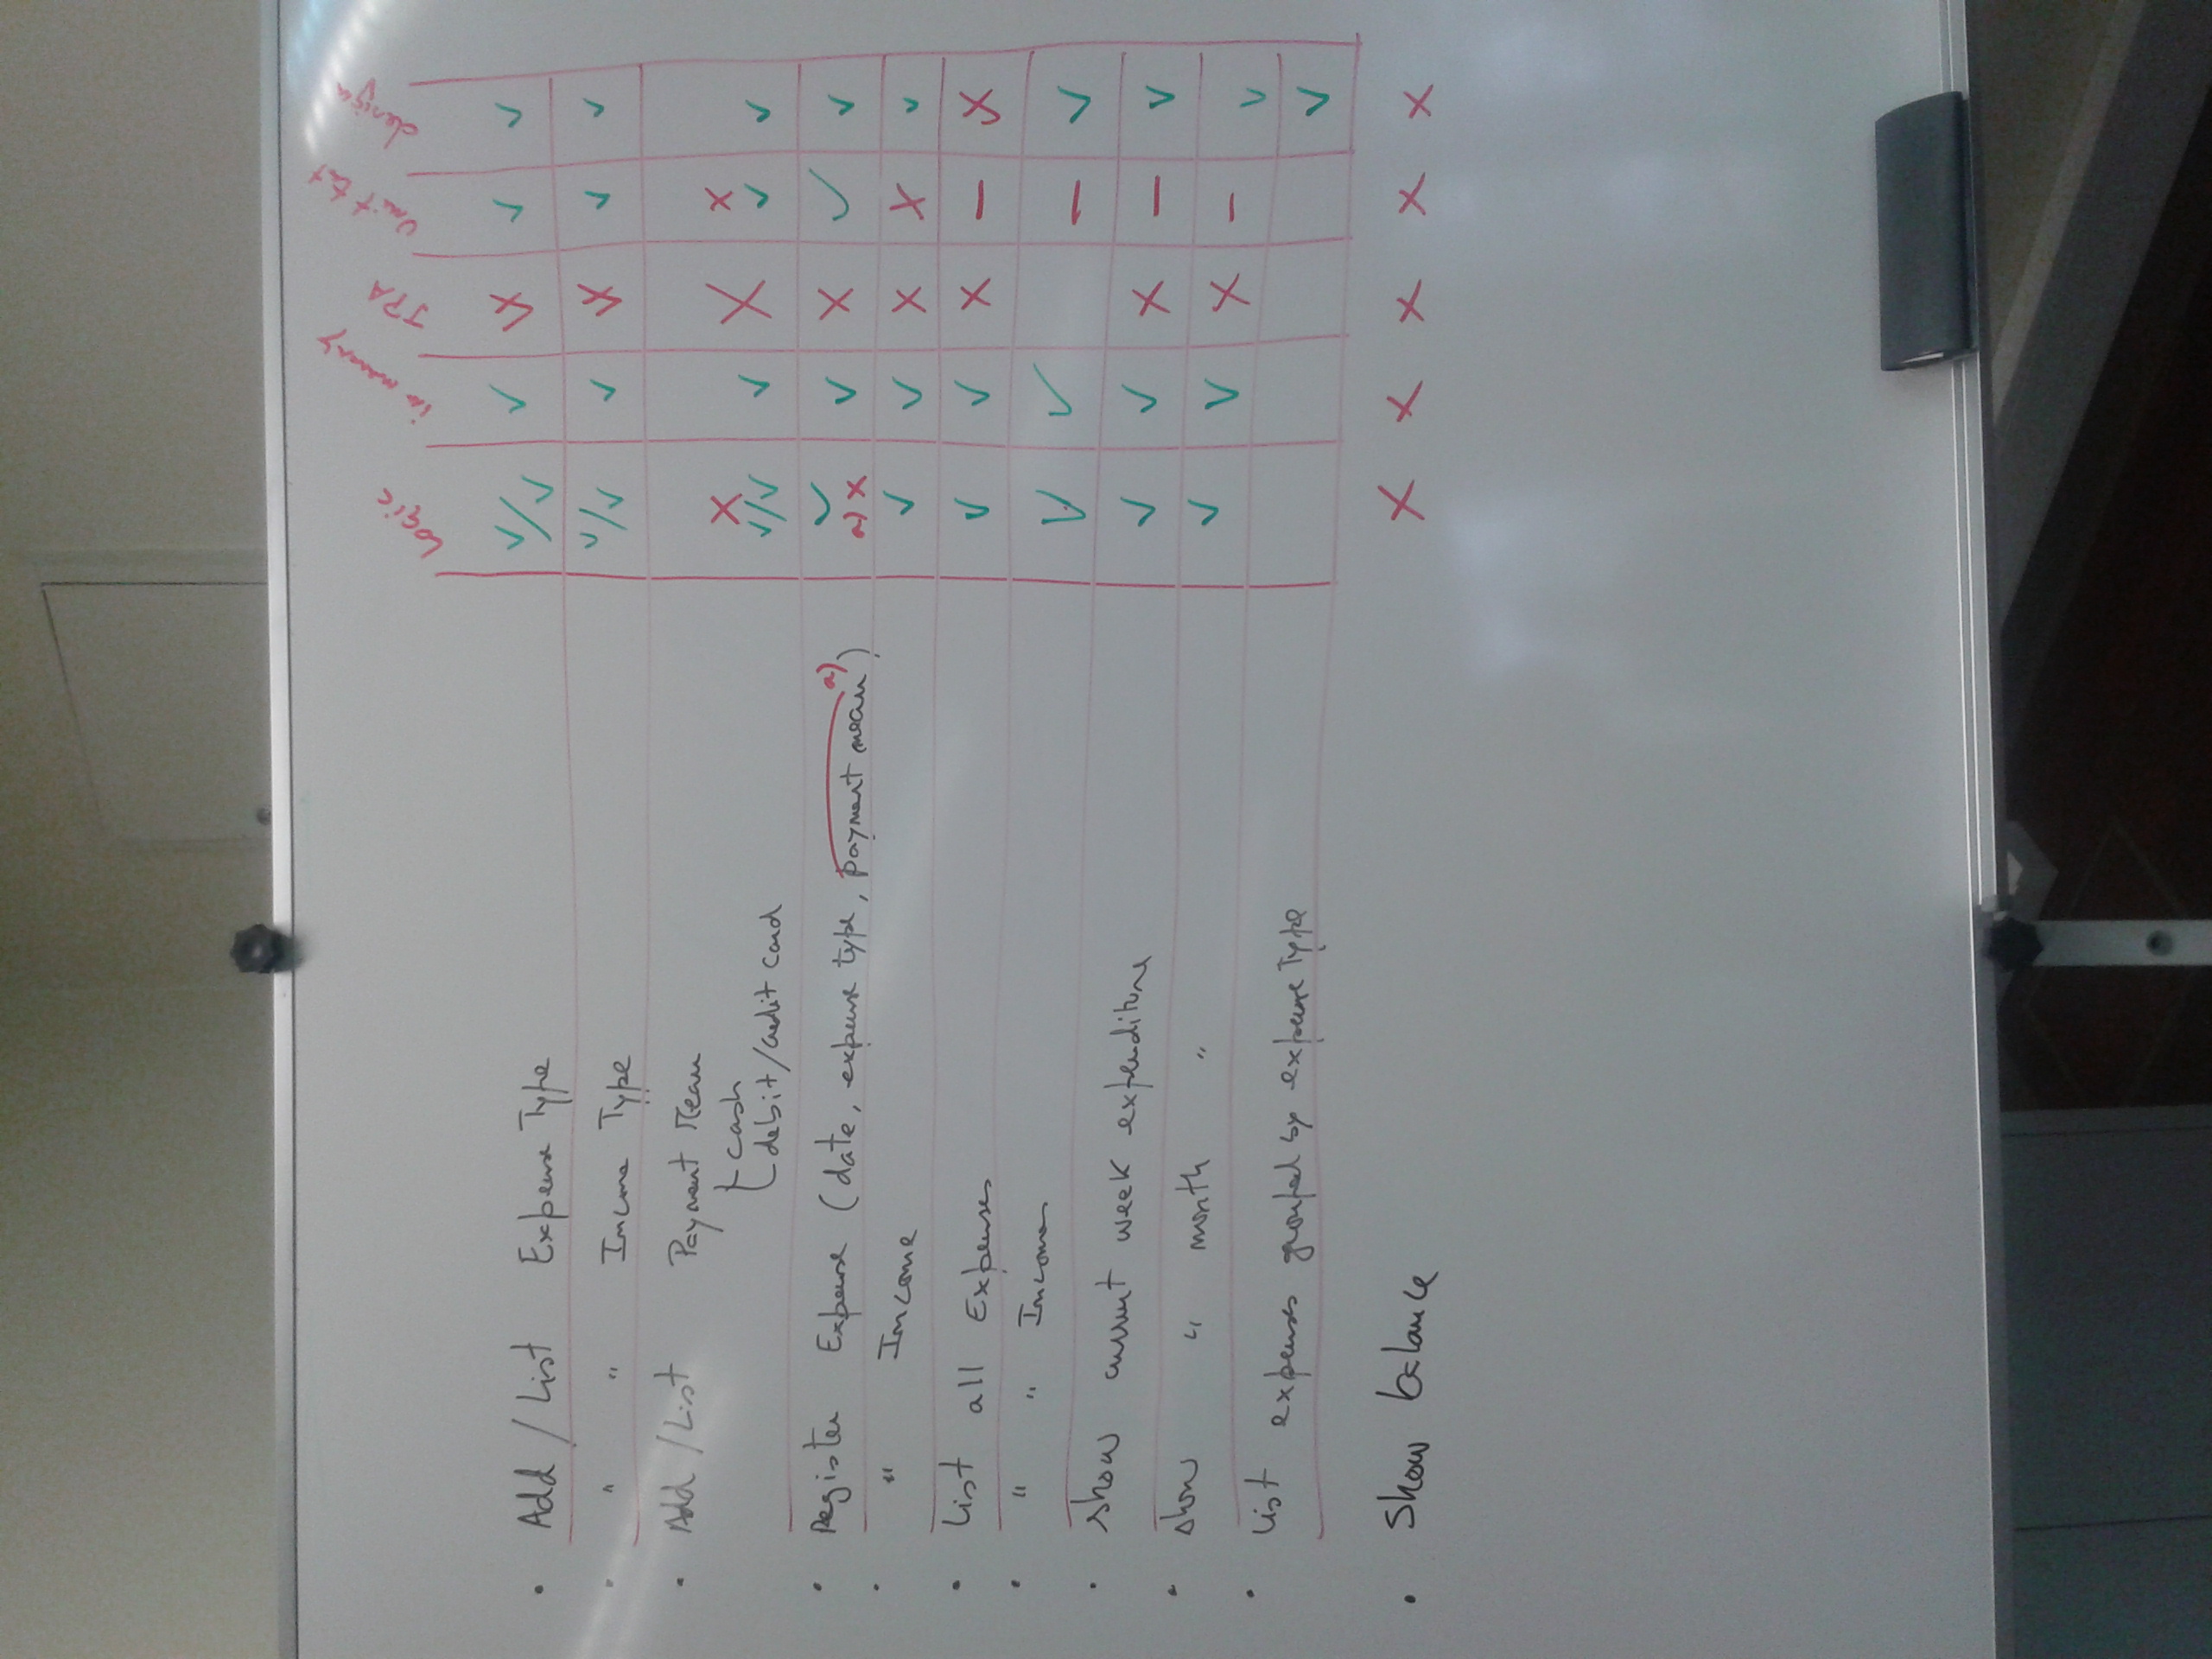 Logic in memory JPA Unit test design
• Add / List Expense Type ✓/✓ ✓ X ✓ ✓
• " " Income Type ✓/✓ ✓ X ✓ ✓
• Add / List Payment Mean
cash X X X
debit/credit card ✓/✓ ✓ ✓ ✓
• Register Expense (date, expense type, payment mean a)) ✓ ✓ X ✓ ✓
a) X
• " Income ✓ ✓ X X ✓
• List all Expenses ✓ ✓ X — X
• " " Incomes ✓ ✓ — ✓
• show current week expenditure ✓ ✓ X — ✓
• show " month " ✓ ✓ X — ✓
• List expenses grouped by expense Type ✓
• Show balance X X X X X